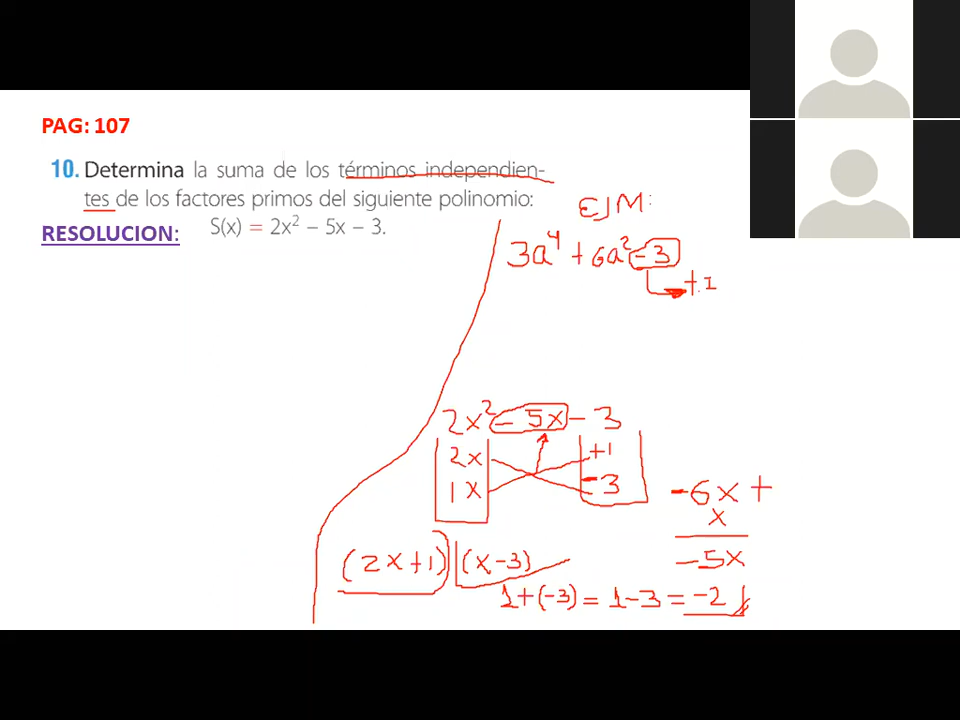 PAG: 107
10. Determina la suma de los términos independien-
tes de los factores primos del siguiente polinomio:
RESOLUCION: S(x) = 2x² – 5x – 3.
EJM:
3a⁴ + 6a² - 3
+1
2x² - 5x - 3
2x +1
1x -3
-6x +
x
-5x
(2x+1) (x-3)
1+(-3) = 1-3 = -2